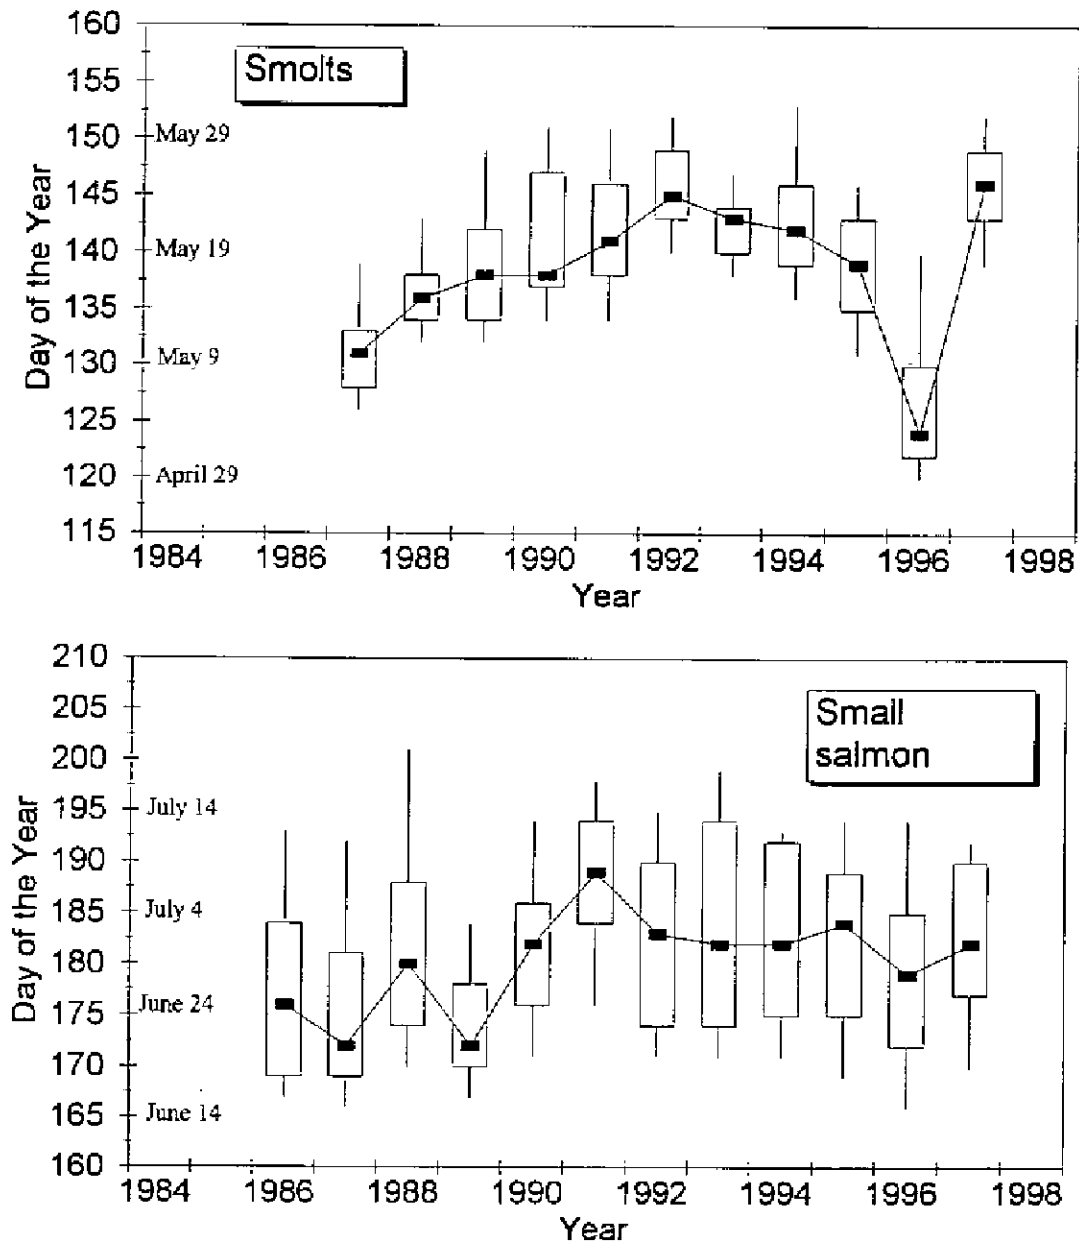 160
Smolts
155
150
May 29
145
140
May 19
135
130
May 9
125
120
April 29
115
Day of the Year
1984 1986 1988 1990 1992 1994 1996 1998
Year
210
205
Small
salmon
200
195
July 14
190
185
July 4
180
175
June 24
170
165
June 14
160
Day of the Year
1984 1986 1988 1990 1992 1994 1996 1998
Year